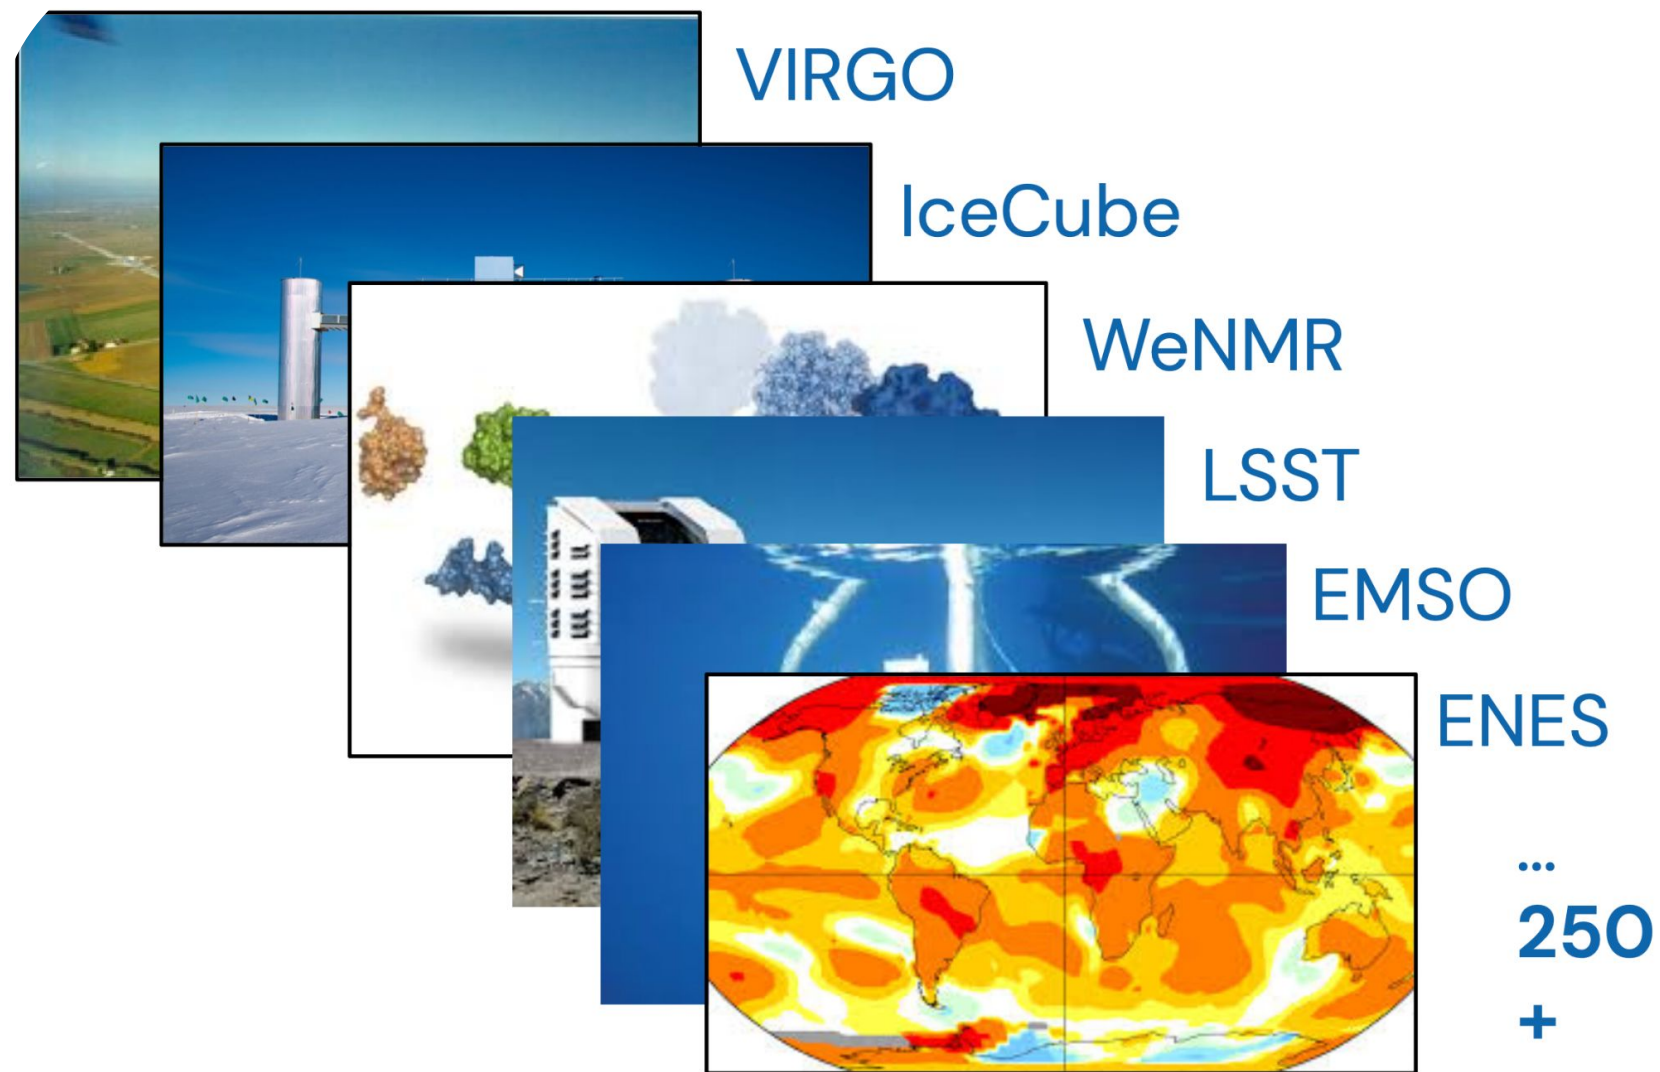 VIRGO
IceCube
WeNMR
LSST
EMSO
ENES
...
250
+